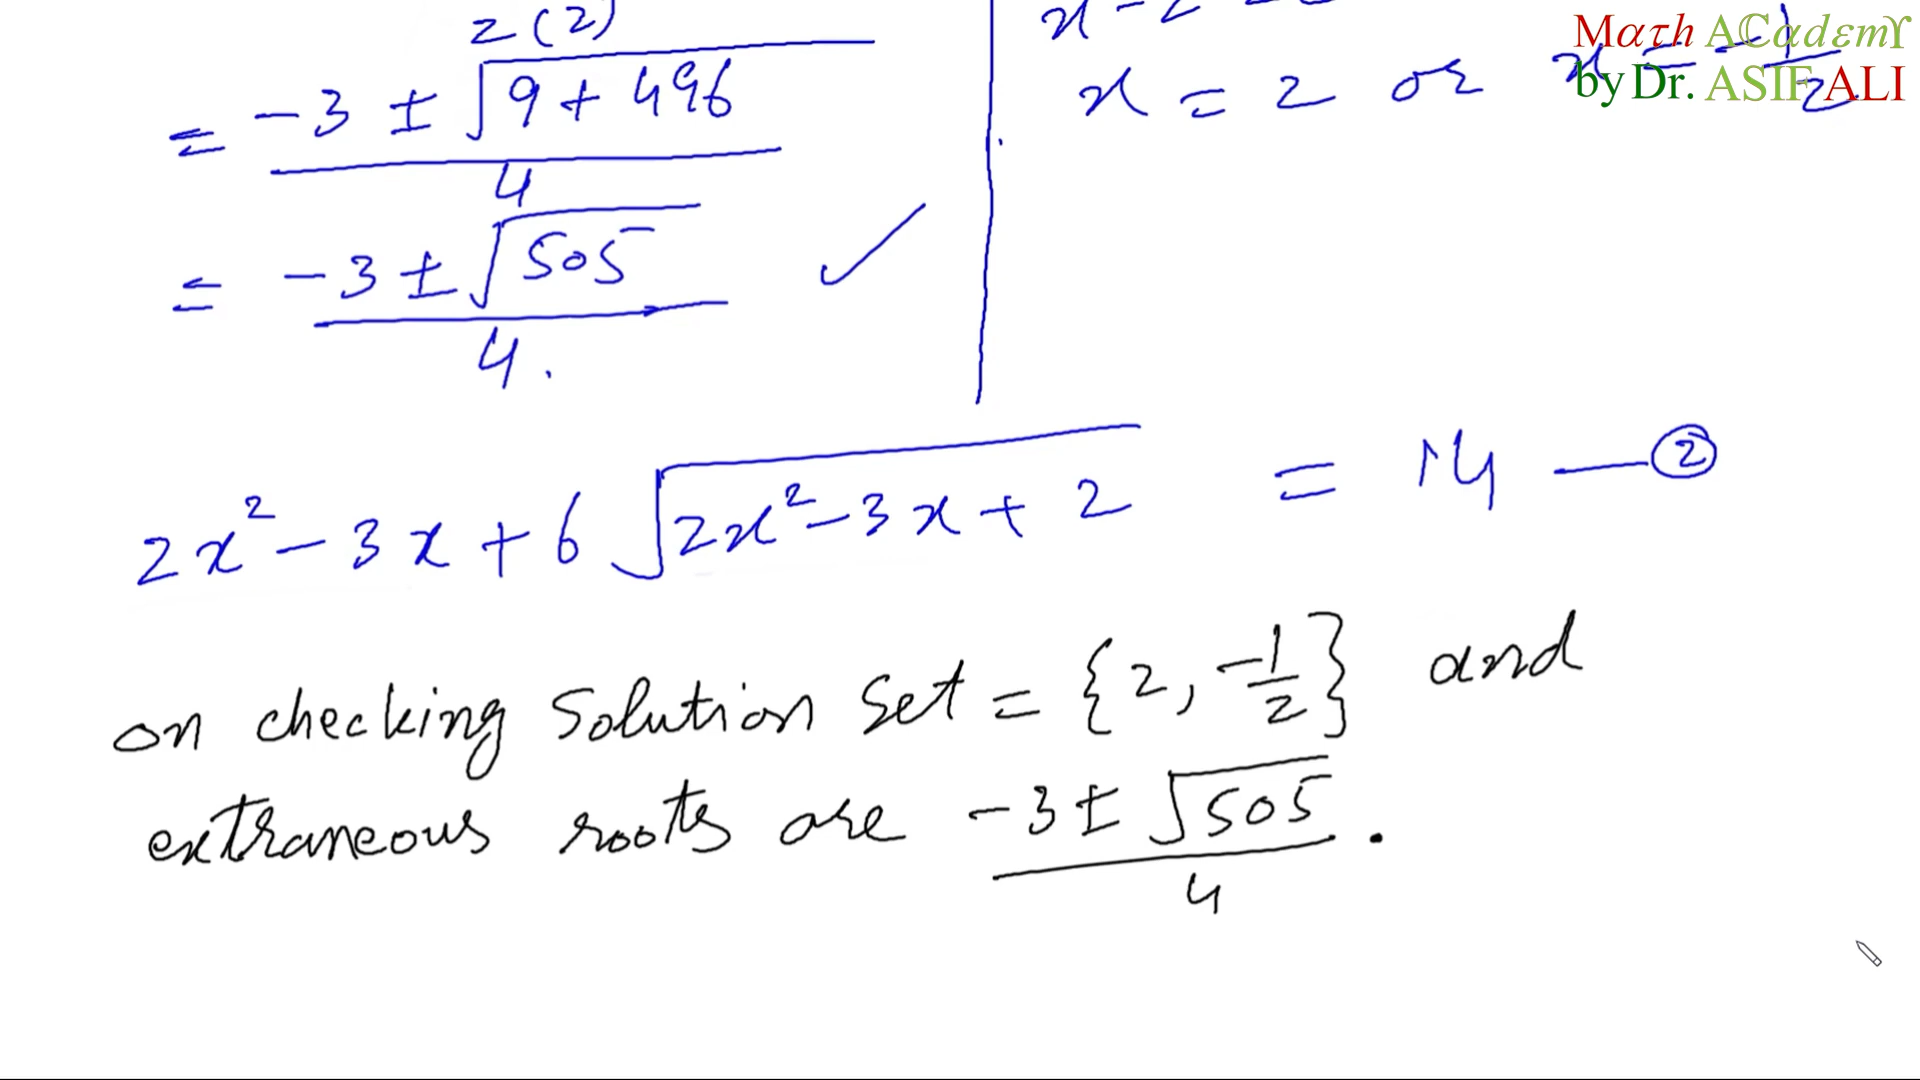 2(2)
= -3 ± √9 + 496
4
= -3 ± √505
4.
x = 2 or x = -1/2
Math ACademy
by Dr. ASIF ALI
2x² - 3x + 6 √2x² - 3x + 2 = 14 — ②
on checking Solution Set = {2, -1/2} and
extraneous roots are -3 ± √505 .
4